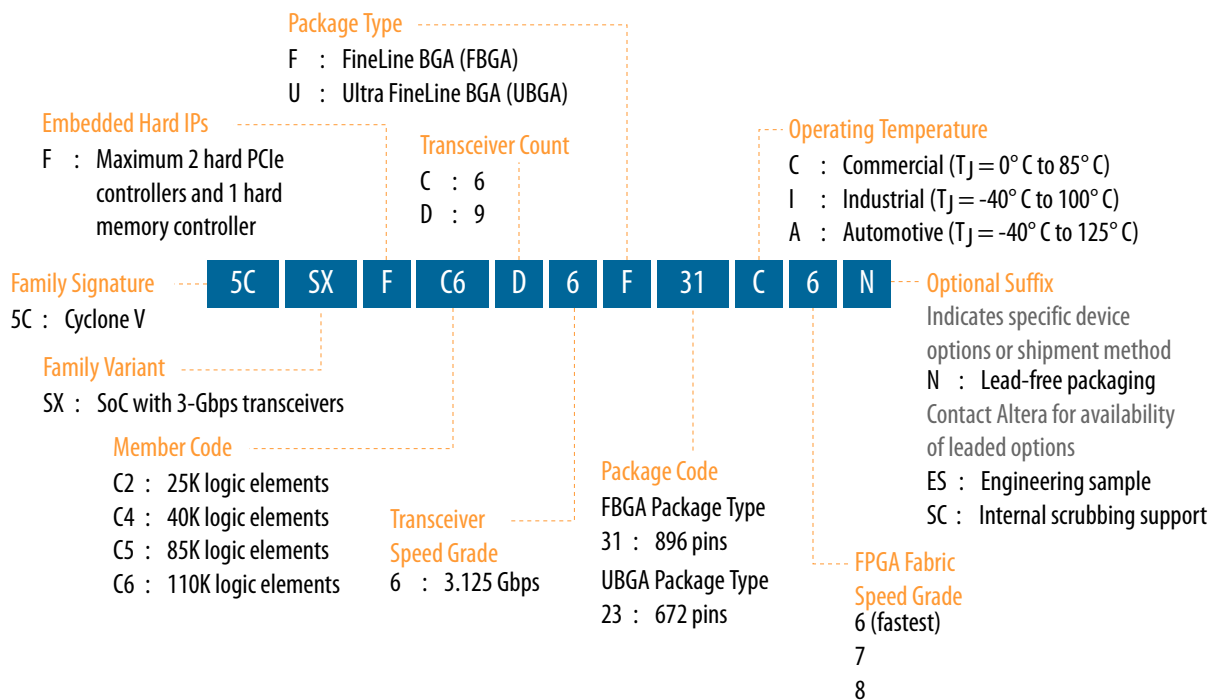 Package Type
F : FineLine BGA (FBGA)
U : Ultra FineLine BGA (UBGA)
Embedded Hard IPs
F : Maximum 2 hard PCIe
controllers and 1 hard
memory controller
Transceiver Count
C : 6
D : 9
Operating Temperature
C : Commercial (TJ = 0° C to 85° C)
I : Industrial (TJ = -40° C to 100° C)
A : Automotive (TJ = -40° C to 125° C)
Family Signature
5C : Cyclone V
5C SX F C6 D 6 F 31 C 6 N
Optional Suffix
Indicates specific device
options or shipment method
N : Lead-free packaging
Contact Altera for availability
of leaded options
ES : Engineering sample
SC : Internal scrubbing support
Family Variant
SX : SoC with 3-Gbps transceivers
Member Code
C2 : 25K logic elements
C4 : 40K logic elements
C5 : 85K logic elements
C6 : 110K logic elements
Transceiver
Speed Grade
6 : 3.125 Gbps
Package Code
FBGA Package Type
31 : 896 pins
UBGA Package Type
23 : 672 pins
FPGA Fabric
Speed Grade
6 (fastest)
7
8